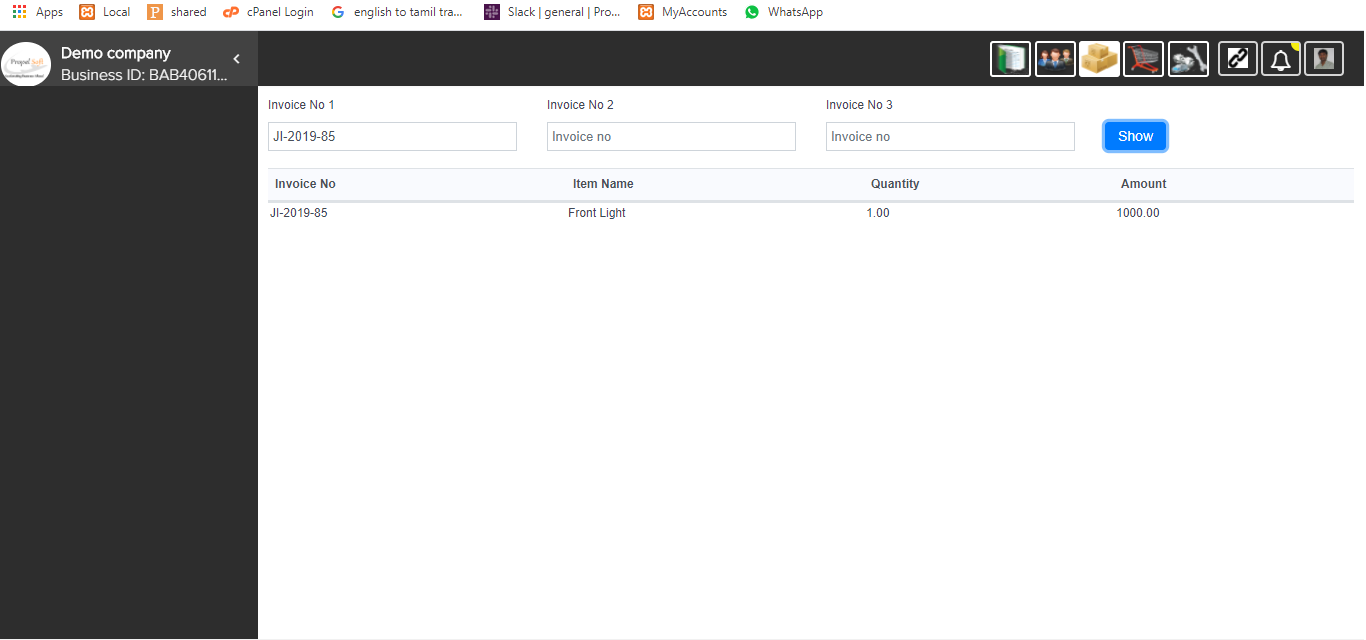 Apps Local shared cPanel Login english to tamil tra... Slack | general | Pro... MyAccounts WhatsApp
Demo company
Business ID: BAB40611...
Invoice No 1 Invoice No 2 Invoice No 3
JI-2019-85 Invoice no Invoice no Show
Invoice No Item Name Quantity Amount
JI-2019-85 Front Light 1.00 1000.00